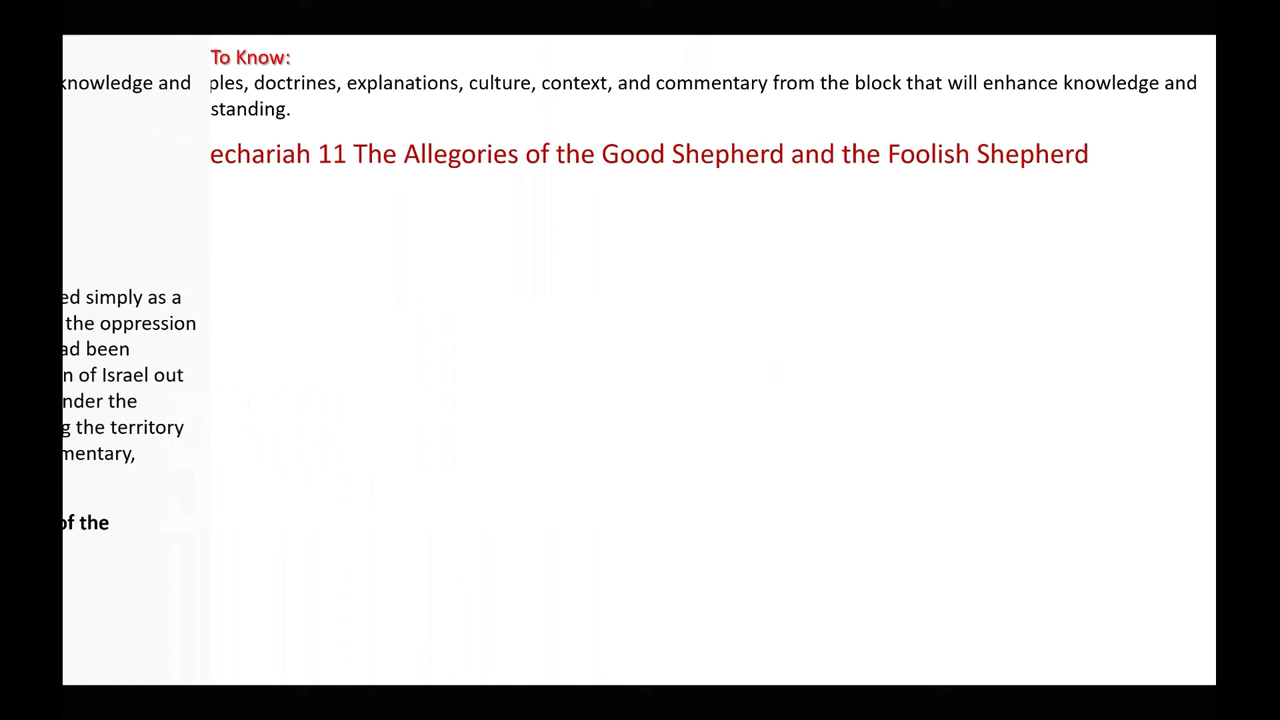 To Know:
knowledge and
ples, doctrines, explanations, culture, context, and commentary from the block that will enhance knowledge and
standing.
echariah 11 The Allegories of the Good Shepherd and the Foolish Shepherd
ed simply as a
the oppression
ad been
n of Israel out
nder the
g the territory
mentary,
of the